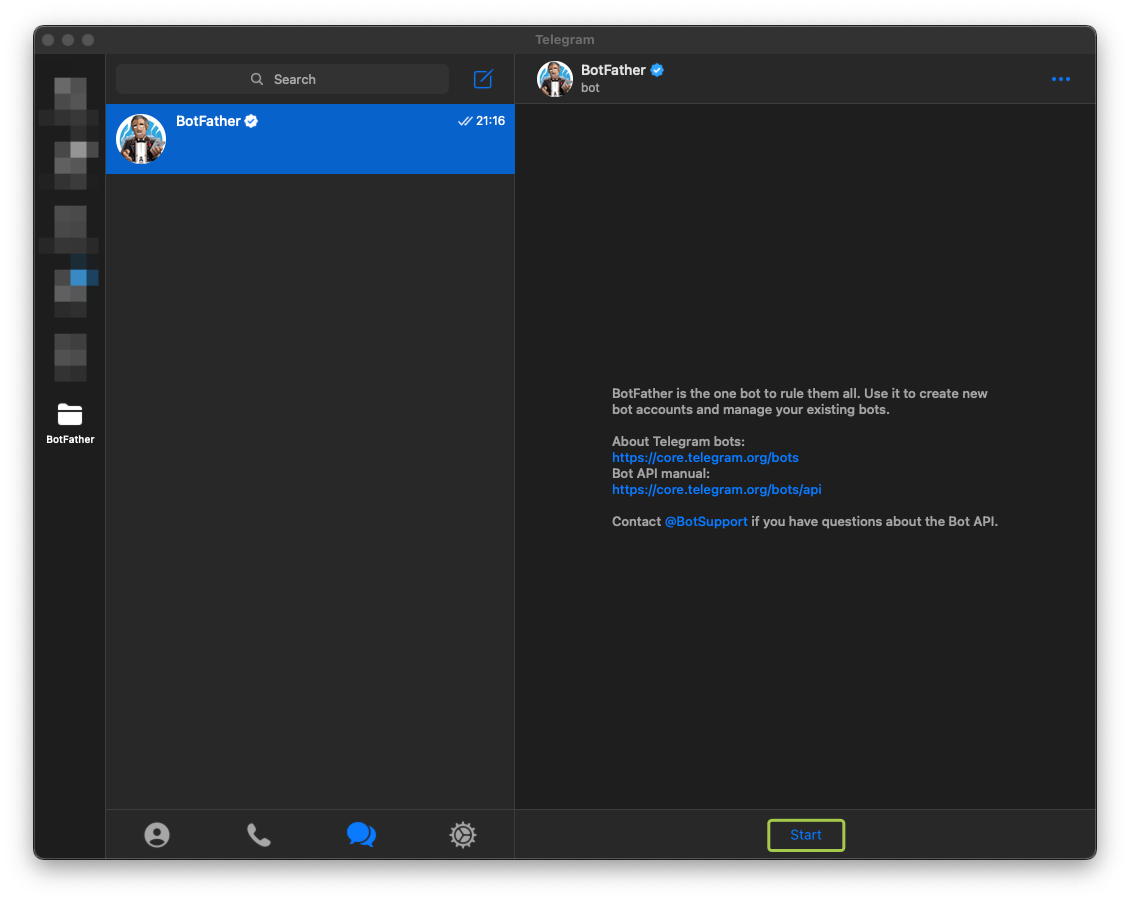 Telegram
Search
BotFather
21:16
BotFather
BotFather
bot
BotFather is the one bot to rule them all. Use it to create new
bot accounts and manage your existing bots.
About Telegram bots:
https://core.telegram.org/bots
Bot API manual:
https://core.telegram.org/bots/api
Contact @BotSupport if you have questions about the Bot API.
Start